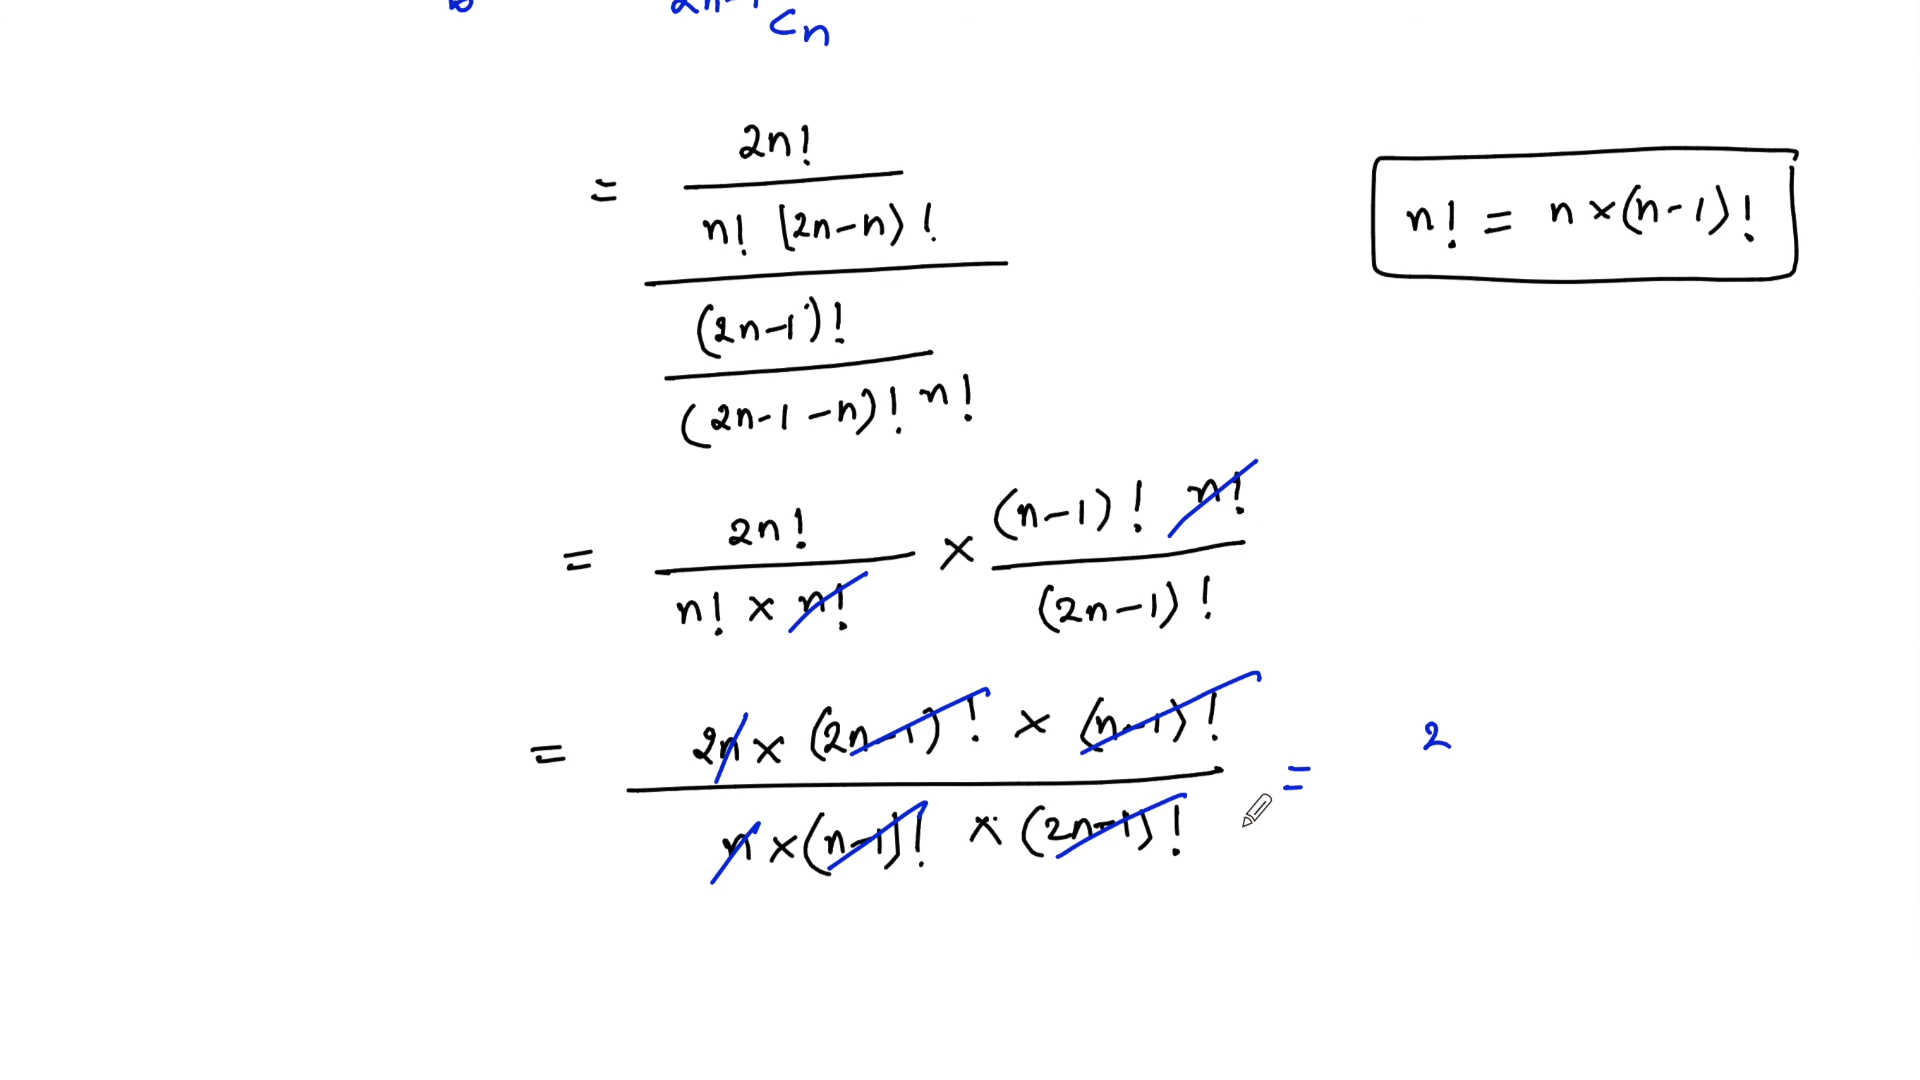 Cn
= 2n!
n! (2n-n)!
(2n-1)!
(2n-1-n)! n!
n! = n×(n-1)!
= 2n! × (n-1)! n!
n! × n! (2n-1)!
= 2n × (2n-1)! × (n-1)! = 2
n × (n-1)! × (2n-1)!